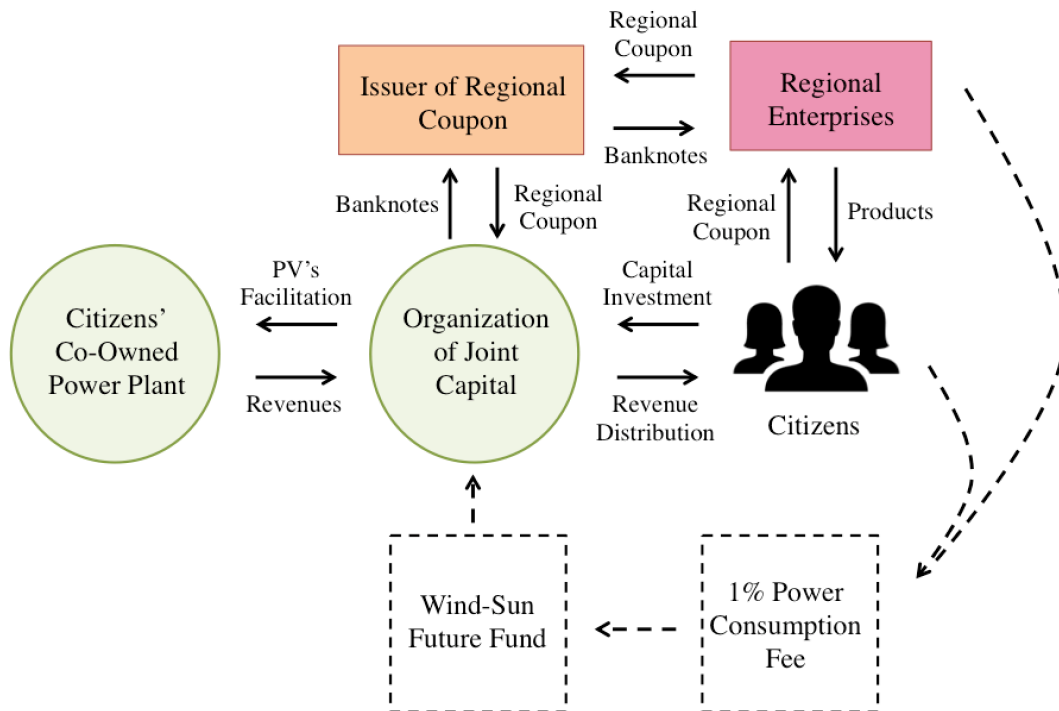 Regional
Coupon
Issuer of Regional
Coupon
Regional
Enterprises
Banknotes
Banknotes
Regional
Coupon
Regional
Coupon
Products
PV's
Facilitation
Capital
Investment
Citizens'
Co-Owned
Power Plant
Organization
of Joint
Capital
Revenues
Revenue
Distribution
Citizens
Wind-Sun
Future Fund
1% Power
Consumption
Fee